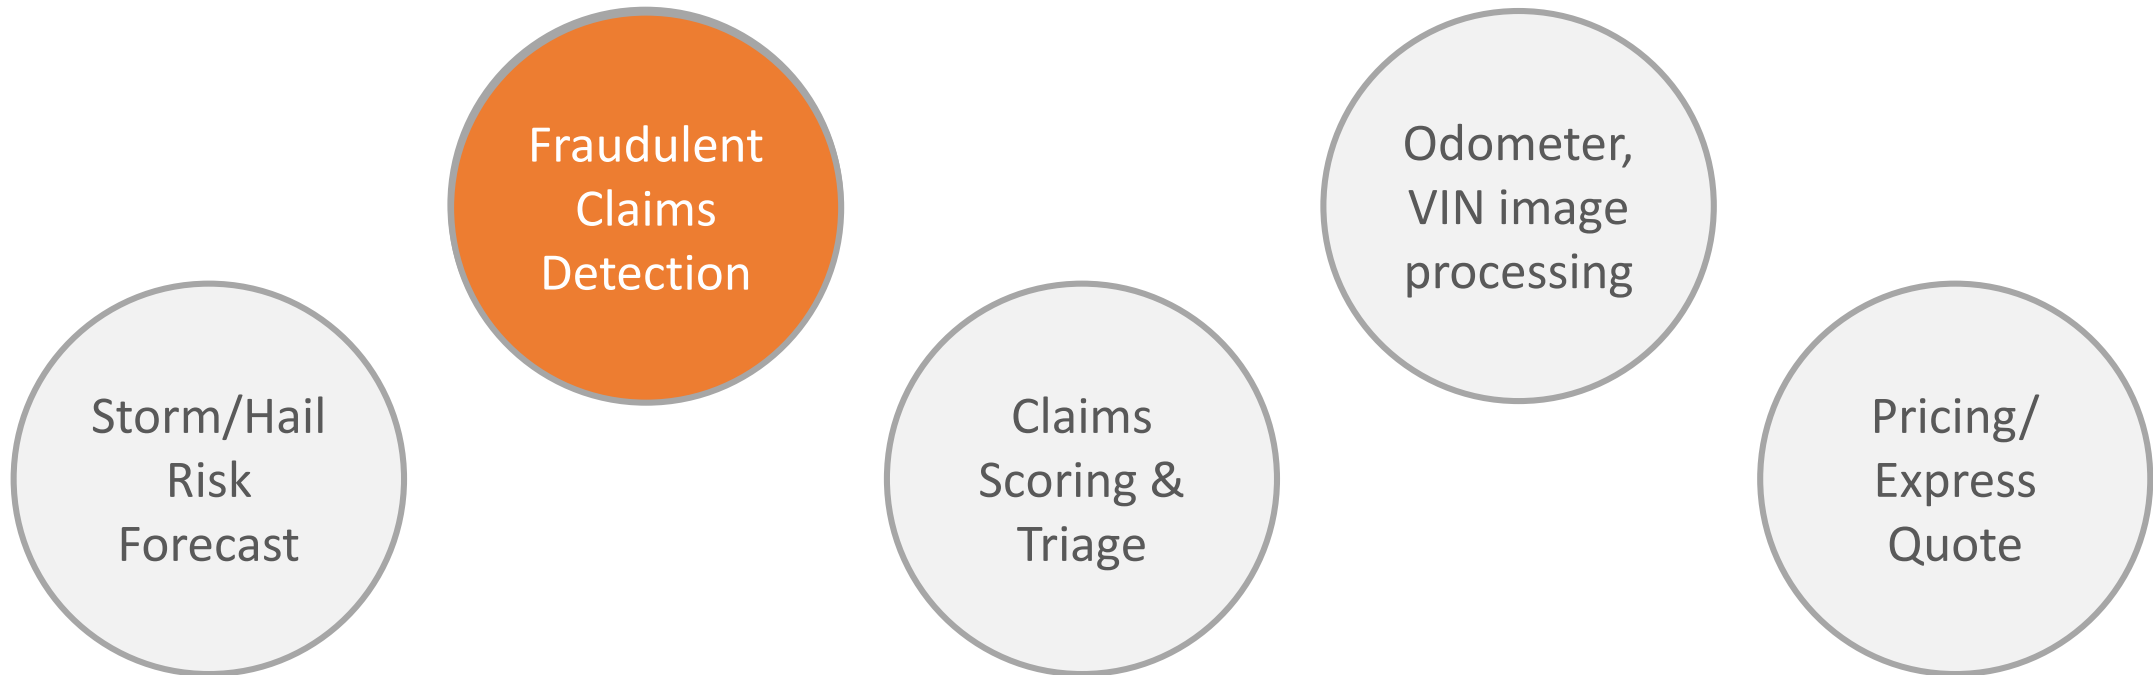 Storm/Hail
Risk
Forecast
Fraudulent
Claims
Detection
Claims
Scoring &
Triage
Odometer,
VIN image
processing
Pricing/
Express
Quote